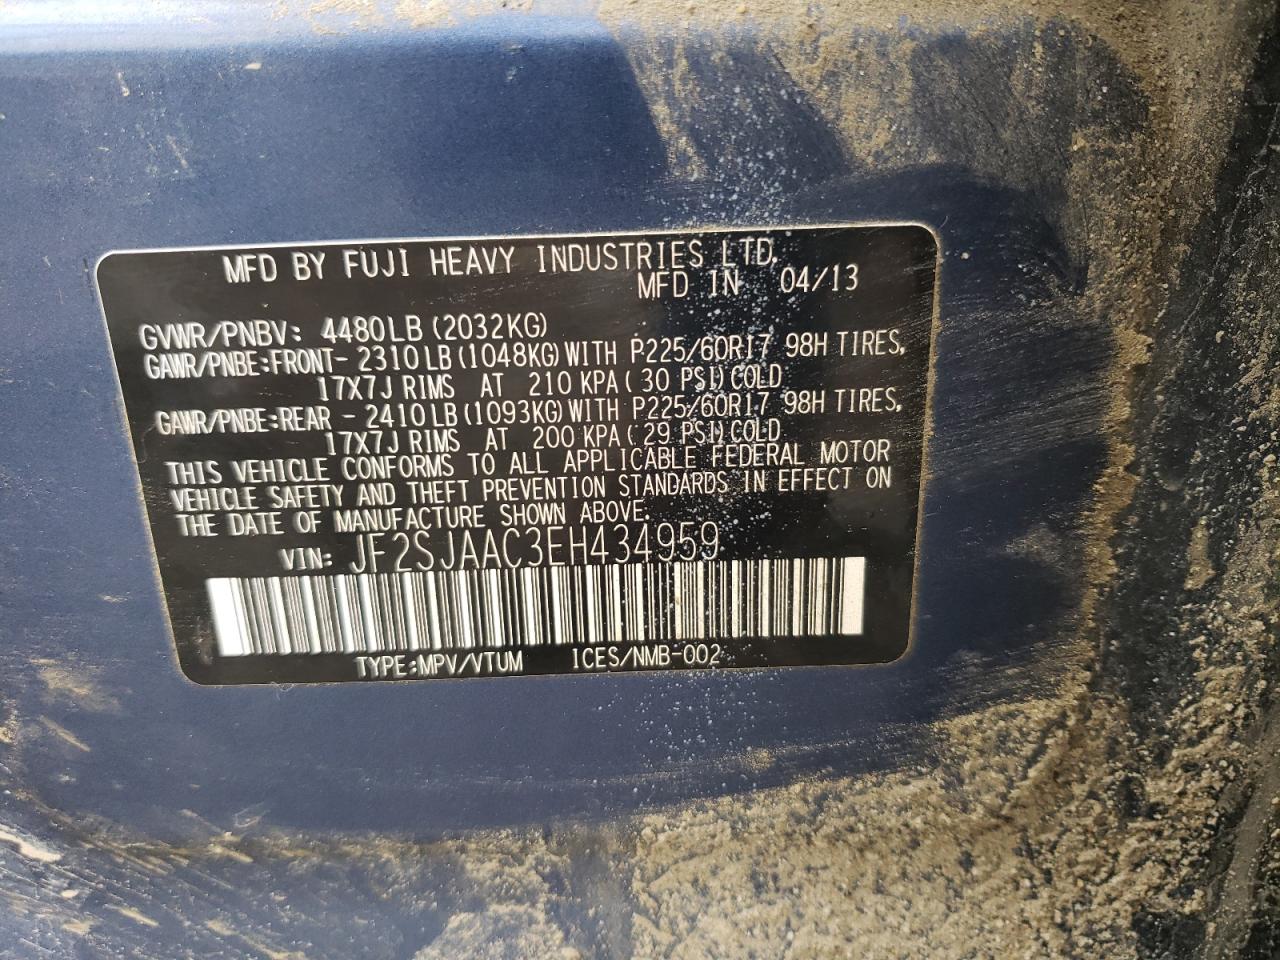 MFD BY FUJI HEAVY INDUSTRIES LTD.
MFD IN 04/13
GVWR/PNBV: 4480LB(2032KG)
GAWR/PNBE:FRONT- 2310LB(1048KG)WITH P225/60R17 98H TIRES,
17X7J RIMS AT 210 KPA(30 PSI)COLD
GAWR/PNBE:REAR - 2410LB(1093KG)WITH P225/60R17 98H TIRES,
17X7J RIMS AT 200 KPA(29 PSI)COLD
THIS VEHICLE CONFORMS TO ALL APPLICABLE FEDERAL MOTOR
VEHICLE SAFETY AND THEFT PREVENTION STANDARDS IN EFFECT ON
THE DATE OF MANUFACTURE SHOWN ABOVE.
VIN: JF2SJAAC3EH434959
TYPE:MPV/VTUM ICES/NMB-002